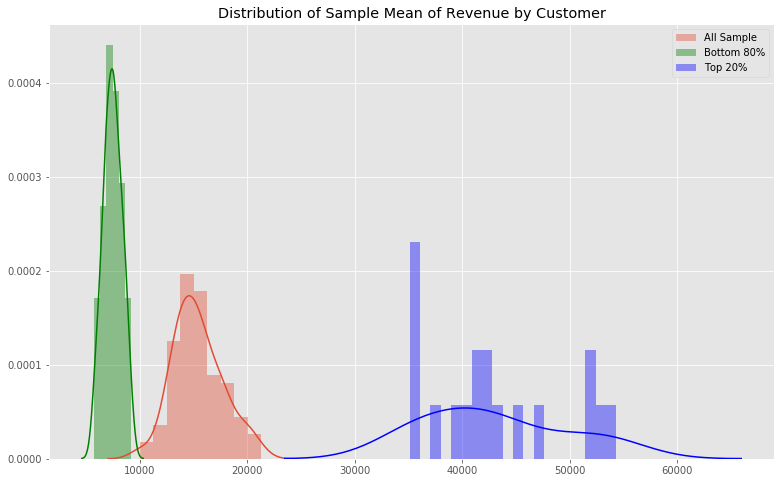 Distribution of Sample Mean of Revenue by Customer
All Sample
Bottom 80%
Top 20%
0.0004
0.0003
0.0002
0.0001
0.0000
10000 20000 30000 40000 50000 60000